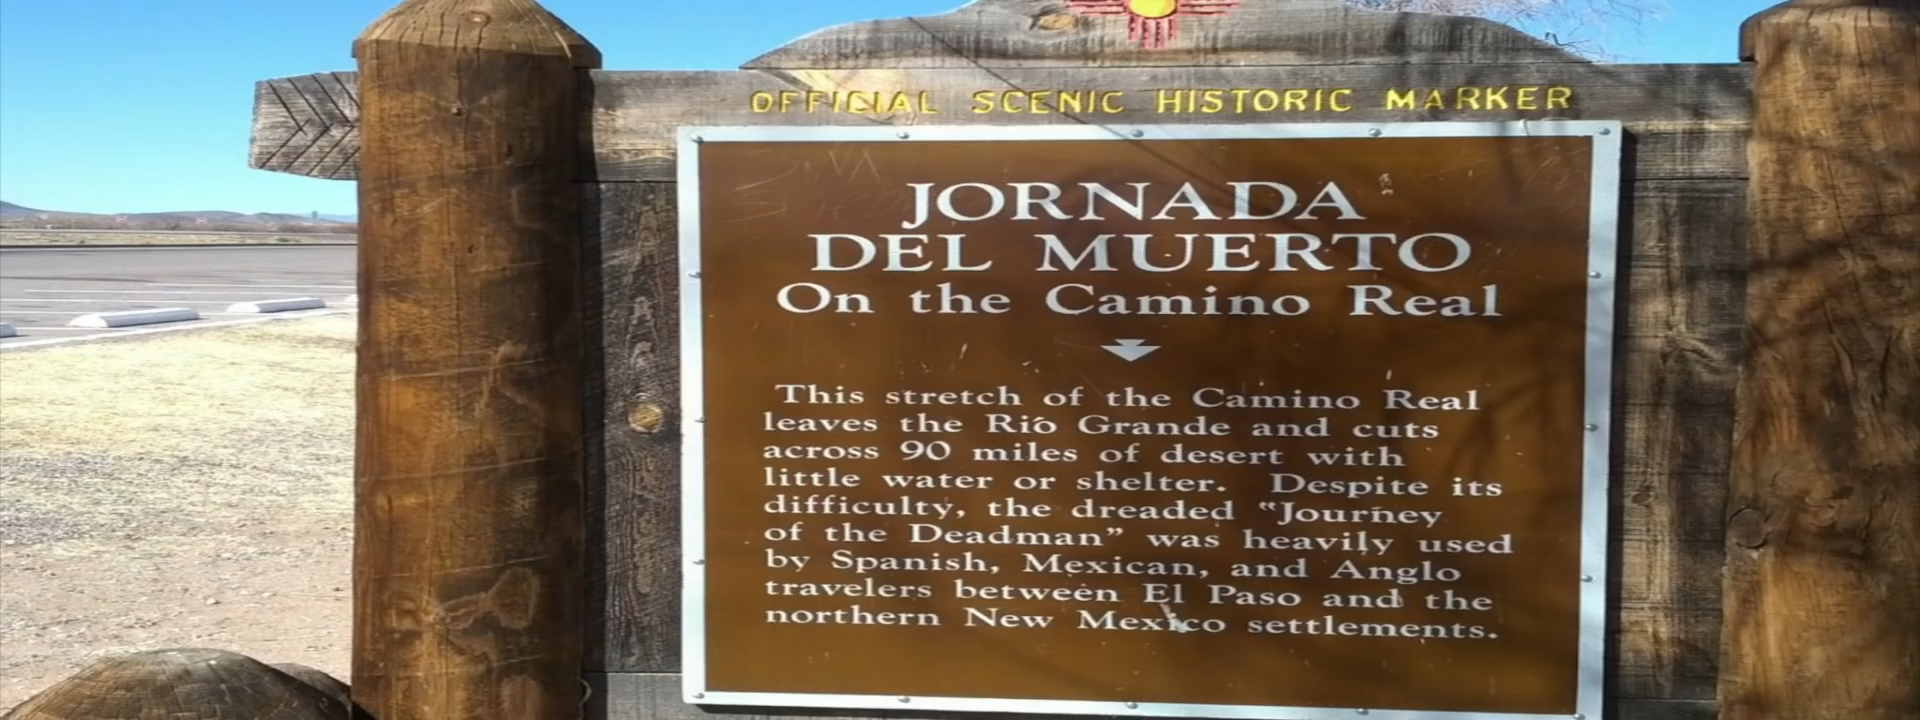 OFFICIAL SCENIC HISTORIC MARKER
JORNADA
DEL MUERTO
On the Camino Real
This stretch of the Camino Real
leaves the Rio Grande and cuts
across 90 miles of desert with
little water or shelter. Despite its
difficulty, the dreaded "Journey
of the Deadman" was heavily used
by Spanish, Mexican, and Anglo
travelers between El Paso and the
northern New Mexico settlements.